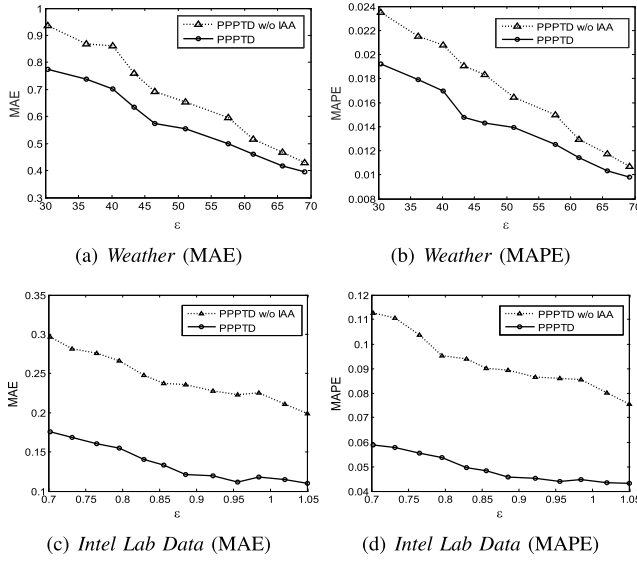 1
0.9
0.8
0.7
0.6
0.5
0.4
0.3
MAE
30 35 40 45 50 55 60 65 70
ε
PPPTD w/o IAA
PPPTD
(a) Weather (MAE)
0.024
0.022
0.02
0.018
0.016
0.014
0.012
0.01
0.008
MAPE
30 35 40 45 50 55 60 65 70
ε
PPPTD w/o IAA
PPPTD
(b) Weather (MAPE)
0.35
0.3
0.25
0.2
0.15
0.1
MAE
0.7 0.75 0.8 0.85 0.9 0.95 1 1.05
ε
PPPTD w/o IAA
PPPTD
(c) Intel Lab Data (MAE)
0.12
0.11
0.1
0.09
0.08
0.07
0.06
0.05
0.04
MAPE
0.7 0.75 0.8 0.85 0.9 0.95 1 1.05
ε
PPPTD w/o IAA
PPPTD
(d) Intel Lab Data (MAPE)